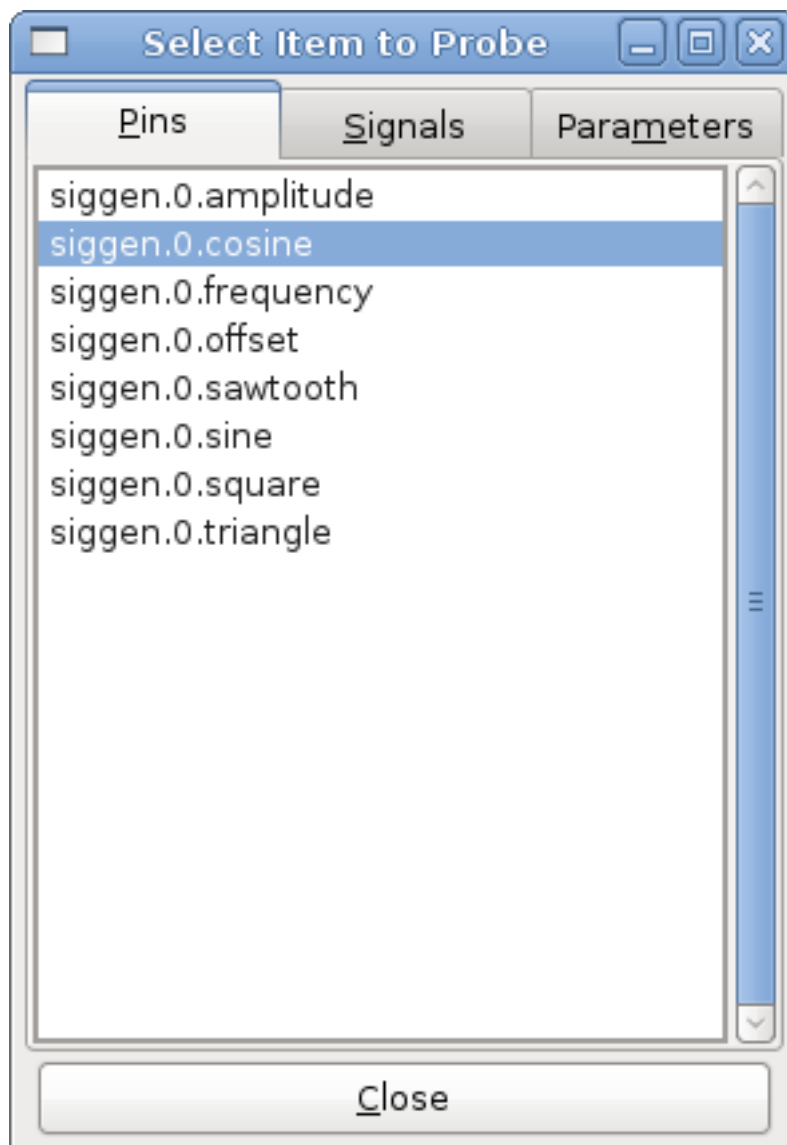 Select Item to Probe
Pins Signals Parameters
siggen.0.amplitude
siggen.0.cosine
siggen.0.frequency
siggen.0.offset
siggen.0.sawtooth
siggen.0.sine
siggen.0.square
siggen.0.triangle
Close